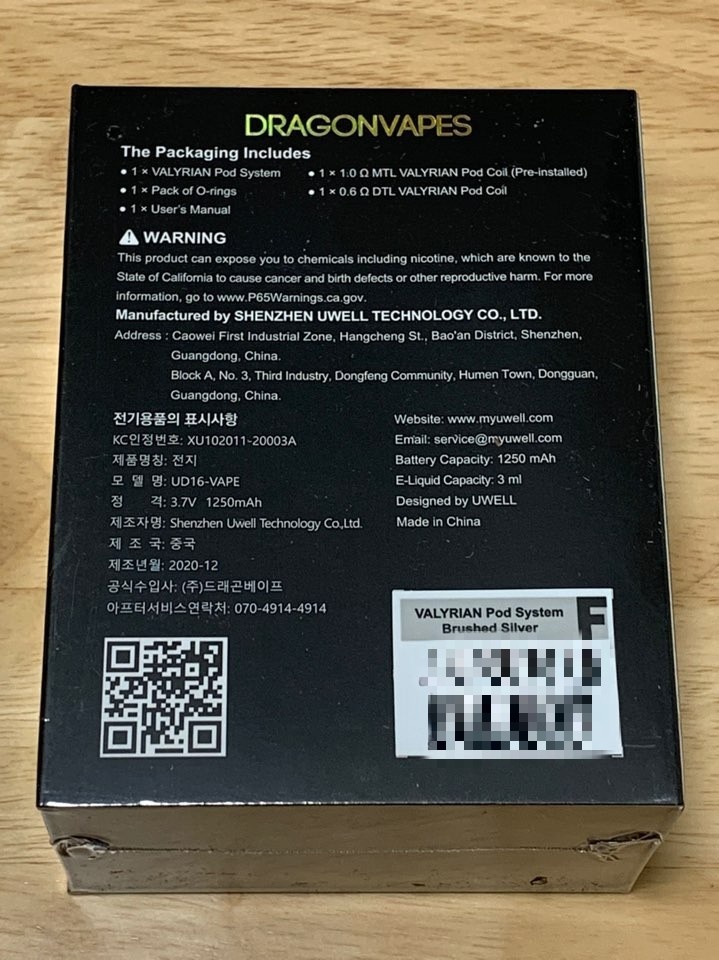 DRAGONVAPES
The Packaging Includes
• 1 × VALYRIAN Pod System
• 1 × Pack of O-rings
• 1 × User's Manual
• 1 × 1.0 Ω MTL VALYRIAN Pod Coil (Pre-installed)
• 1 × 0.6 Ω DTL VALYRIAN Pod Coil
WARNING
This product can expose you to chemicals including nicotine, which are known to the
State of California to cause cancer and birth defects or other reproductive harm. For more
information, go to www.P65Warnings.ca.gov.
Manufactured by SHENZHEN UWELL TECHNOLOGY CO., LTD.
Address : Caowei First Industrial Zone, Hangcheng St., Bao'an District, Shenzhen,
Guangdong, China.
Block A, No. 3, Third Industry, Dongfeng Community, Humen Town, Dongguan,
Guangdong, China.
전기용품의 표시사항
KC인정번호: XU102011-20003A
제품명칭: 전지
모 델 명: UD16-VAPE
정 격: 3.7V 1250mAh
제조자명: Shenzhen Uwell Technology Co.,Ltd.
제 조 국: 중국
제조년월: 2020-12
공식수입사: (주)드래곤베이프
아프터서비스연락처: 070-4914-4914
Website: www.myuwell.com
Email: service@myuwell.com
Battery Capacity: 1250 mAh
E-Liquid Capacity: 3 ml
Designed by UWELL
Made in China
VALYRIAN Pod System
Brushed Silver
F